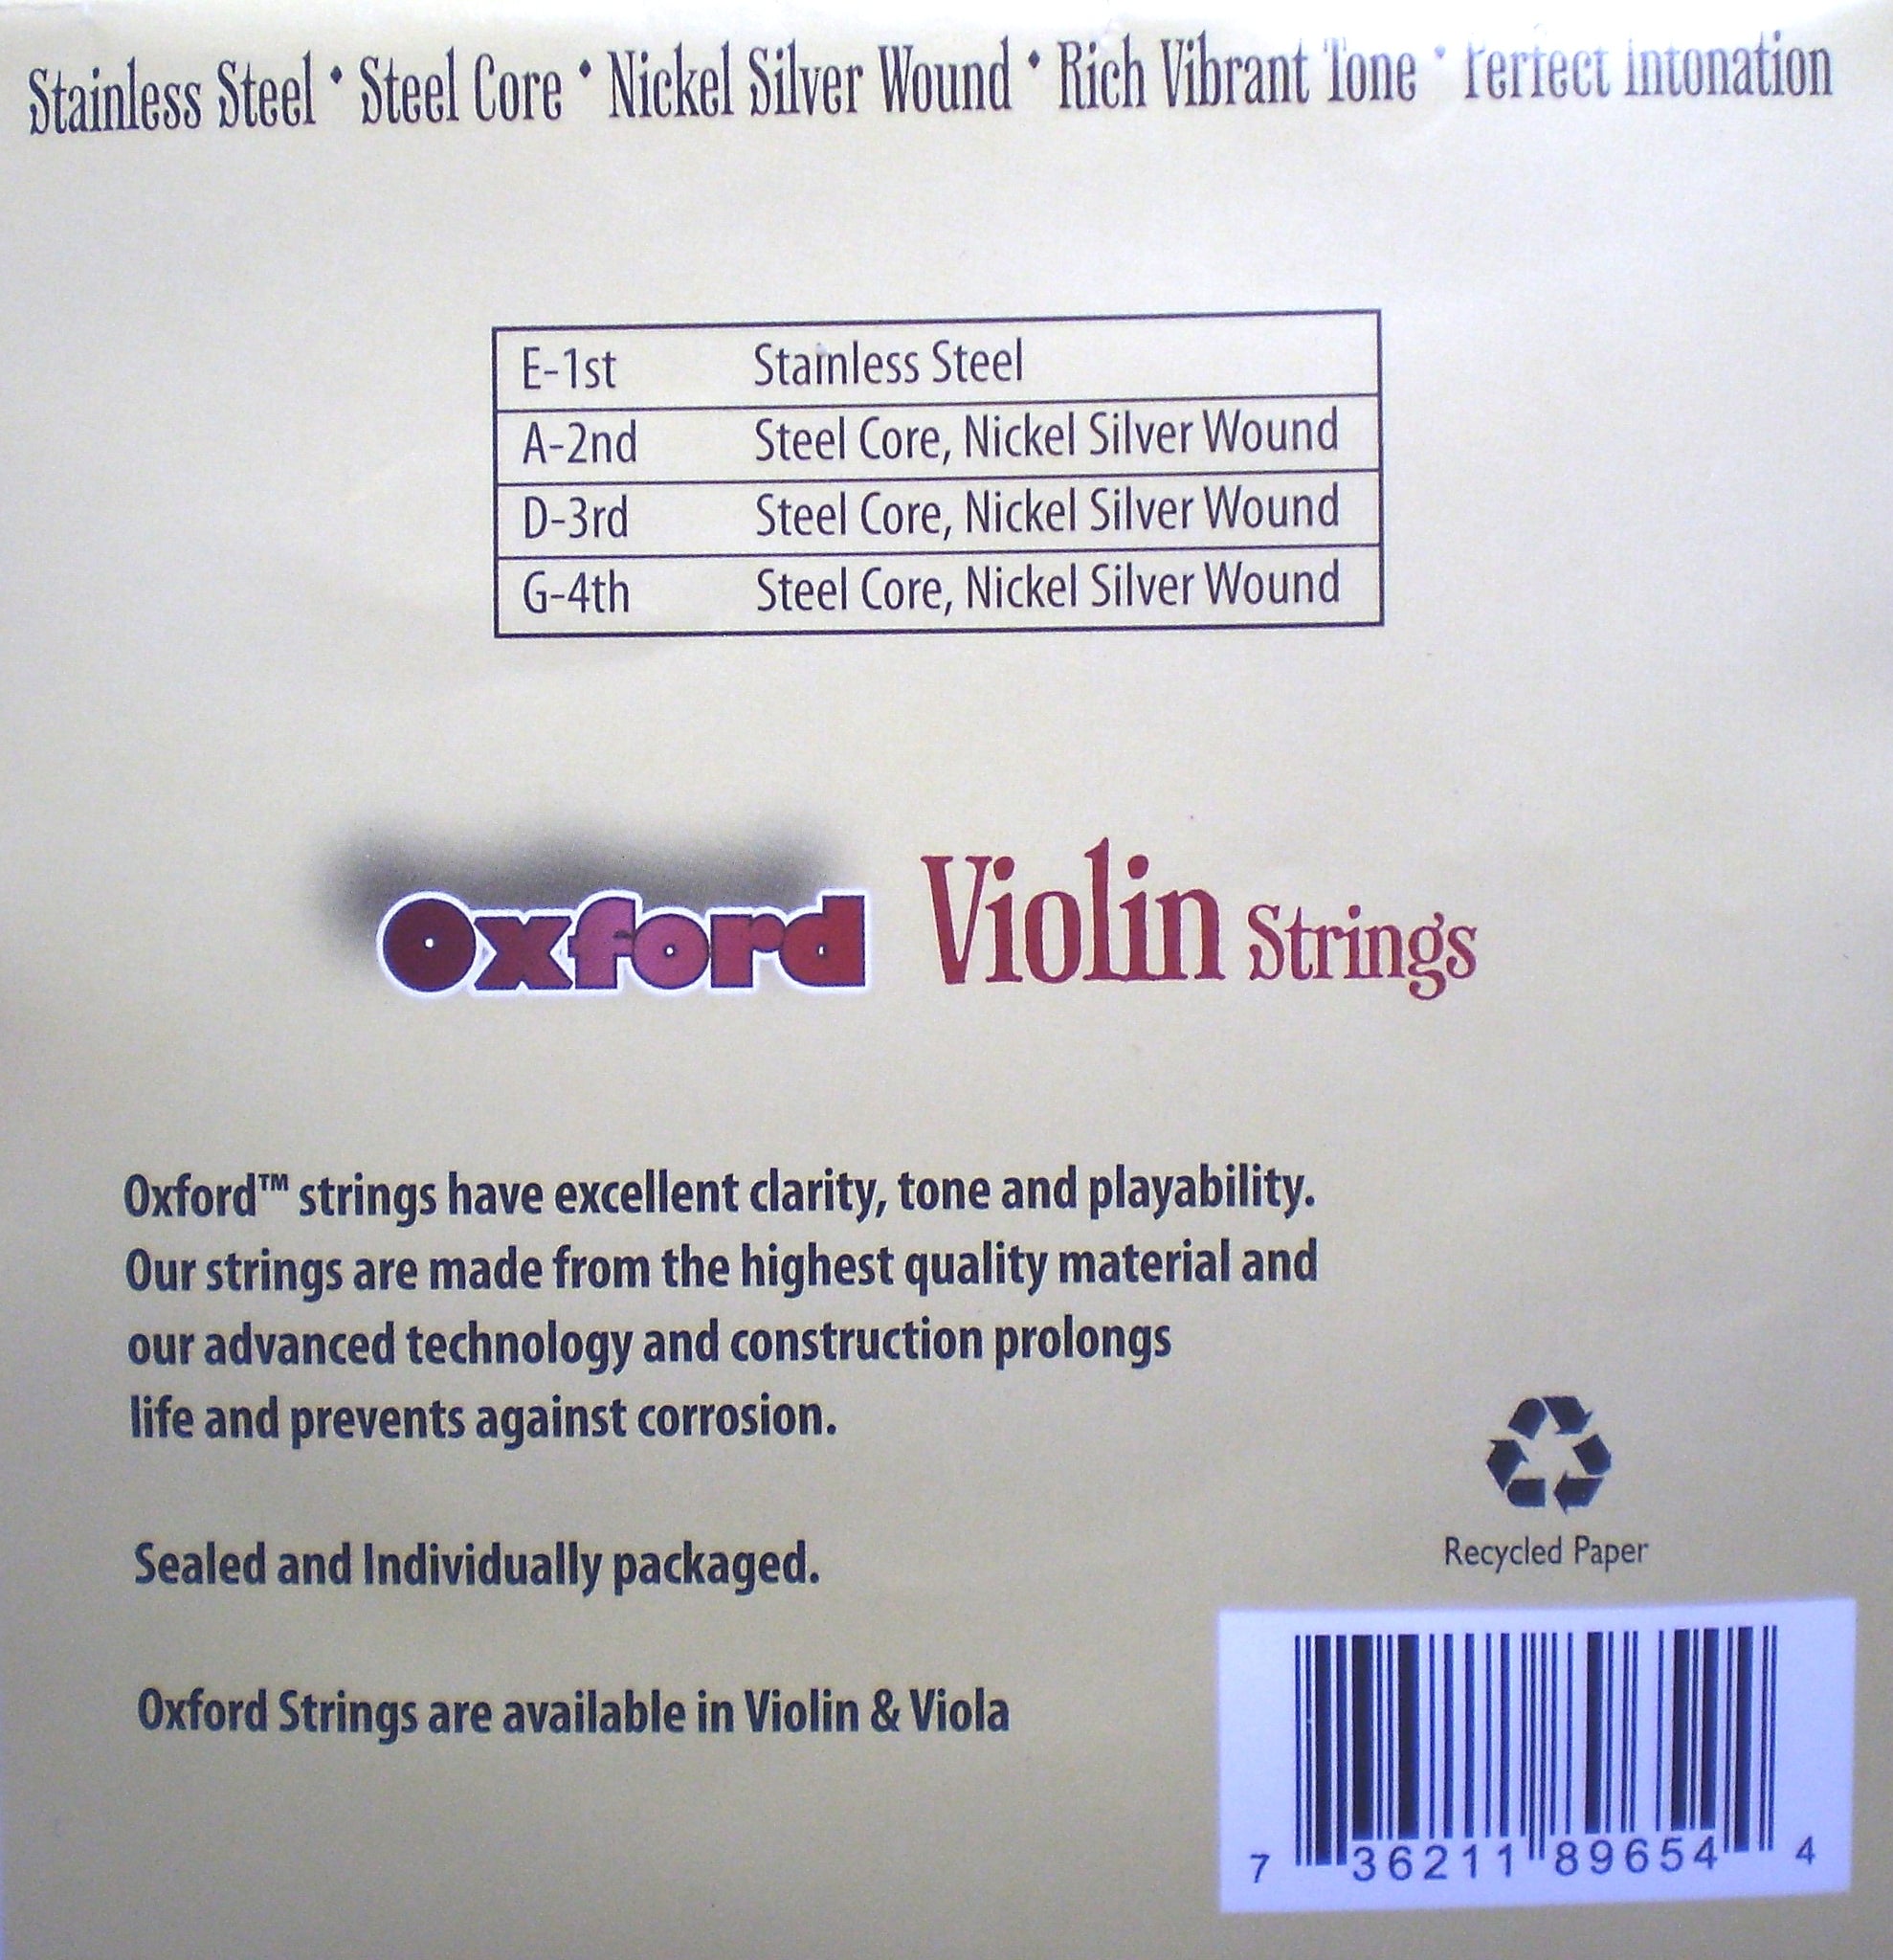 Stainless Steel • Steel Core • Nickel Silver Wound • Rich Vibrant Tone • Perfect Intonation
E-1st Stainless Steel
A-2nd Steel Core, Nickel Silver Wound
D-3rd Steel Core, Nickel Silver Wound
G-4th Steel Core, Nickel Silver Wound
Oxford Violin Strings
Oxford™ strings have excellent clarity, tone and playability.
Our strings are made from the highest quality material and
our advanced technology and construction prolongs
life and prevents against corrosion.
Sealed and Individually packaged.
Recycled Paper
Oxford Strings are available in Violin & Viola
7 36211 89654 4